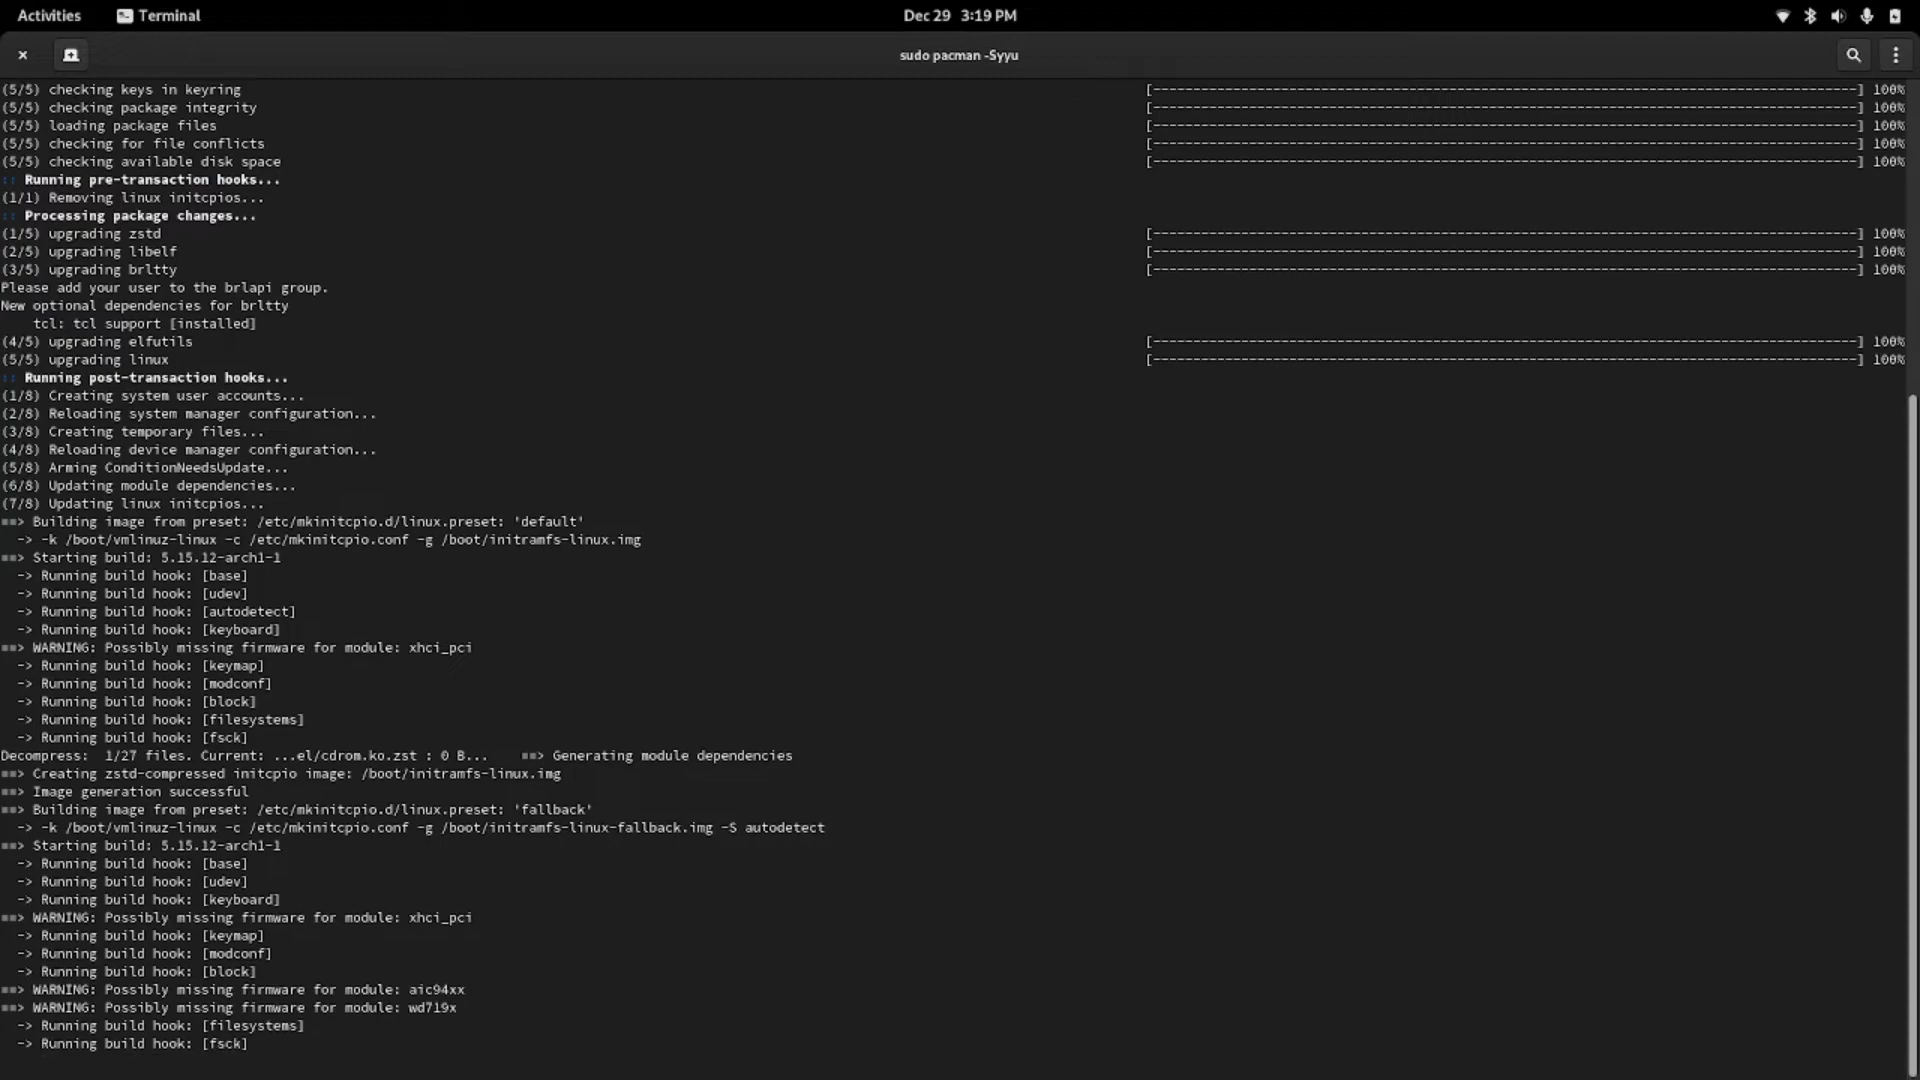 Activities Terminal Dec 29 3:19 PM
sudo pacman -Syyu
(5/5) checking keys in keyring [----------------------------------------------------------------------------------------] 100%
(5/5) checking package integrity [----------------------------------------------------------------------------------------] 100%
(5/5) loading package files [----------------------------------------------------------------------------------------] 100%
(5/5) checking for file conflicts [----------------------------------------------------------------------------------------] 100%
(5/5) checking available disk space [----------------------------------------------------------------------------------------] 100%
:: Running pre-transaction hooks...
(1/1) Removing linux initcpios...
:: Processing package changes...
(1/5) upgrading zstd [----------------------------------------------------------------------------------------] 100%
(2/5) upgrading libelf [----------------------------------------------------------------------------------------] 100%
(3/5) upgrading brltty [----------------------------------------------------------------------------------------] 100%
Please add your user to the brlapi group.
New optional dependencies for brltty
    tcl: tcl support [installed]
(4/5) upgrading elfutils [----------------------------------------------------------------------------------------] 100%
(5/5) upgrading linux [----------------------------------------------------------------------------------------] 100%
:: Running post-transaction hooks...
(1/8) Creating system user accounts...
(2/8) Reloading system manager configuration...
(3/8) Creating temporary files...
(4/8) Reloading device manager configuration...
(5/8) Arming ConditionNeedsUpdate...
(6/8) Updating module dependencies...
(7/8) Updating linux initcpios...
==> Building image from preset: /etc/mkinitcpio.d/linux.preset: 'default'
  -> -k /boot/vmlinuz-linux -c /etc/mkinitcpio.conf -g /boot/initramfs-linux.img
==> Starting build: 5.15.12-arch1-1
  -> Running build hook: [base]
  -> Running build hook: [udev]
  -> Running build hook: [autodetect]
  -> Running build hook: [keyboard]
==> WARNING: Possibly missing firmware for module: xhci_pci
  -> Running build hook: [keymap]
  -> Running build hook: [modconf]
  -> Running build hook: [block]
  -> Running build hook: [filesystems]
  -> Running build hook: [fsck]
Decompress:  1/27 files. Current: ...el/cdrom.ko.zst : 0 B...    ==> Generating module dependencies
==> Creating zstd-compressed initcpio image: /boot/initramfs-linux.img
==> Image generation successful
==> Building image from preset: /etc/mkinitcpio.d/linux.preset: 'fallback'
  -> -k /boot/vmlinuz-linux -c /etc/mkinitcpio.conf -g /boot/initramfs-linux-fallback.img -S autodetect
==> Starting build: 5.15.12-arch1-1
  -> Running build hook: [base]
  -> Running build hook: [udev]
  -> Running build hook: [keyboard]
==> WARNING: Possibly missing firmware for module: xhci_pci
  -> Running build hook: [keymap]
  -> Running build hook: [modconf]
  -> Running build hook: [block]
==> WARNING: Possibly missing firmware for module: aic94xx
==> WARNING: Possibly missing firmware for module: wd719x
  -> Running build hook: [filesystems]
  -> Running build hook: [fsck]